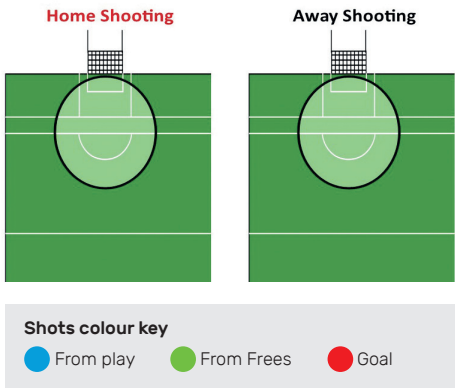 Home Shooting
Away Shooting
Shots colour key
From play
From Frees
Goal